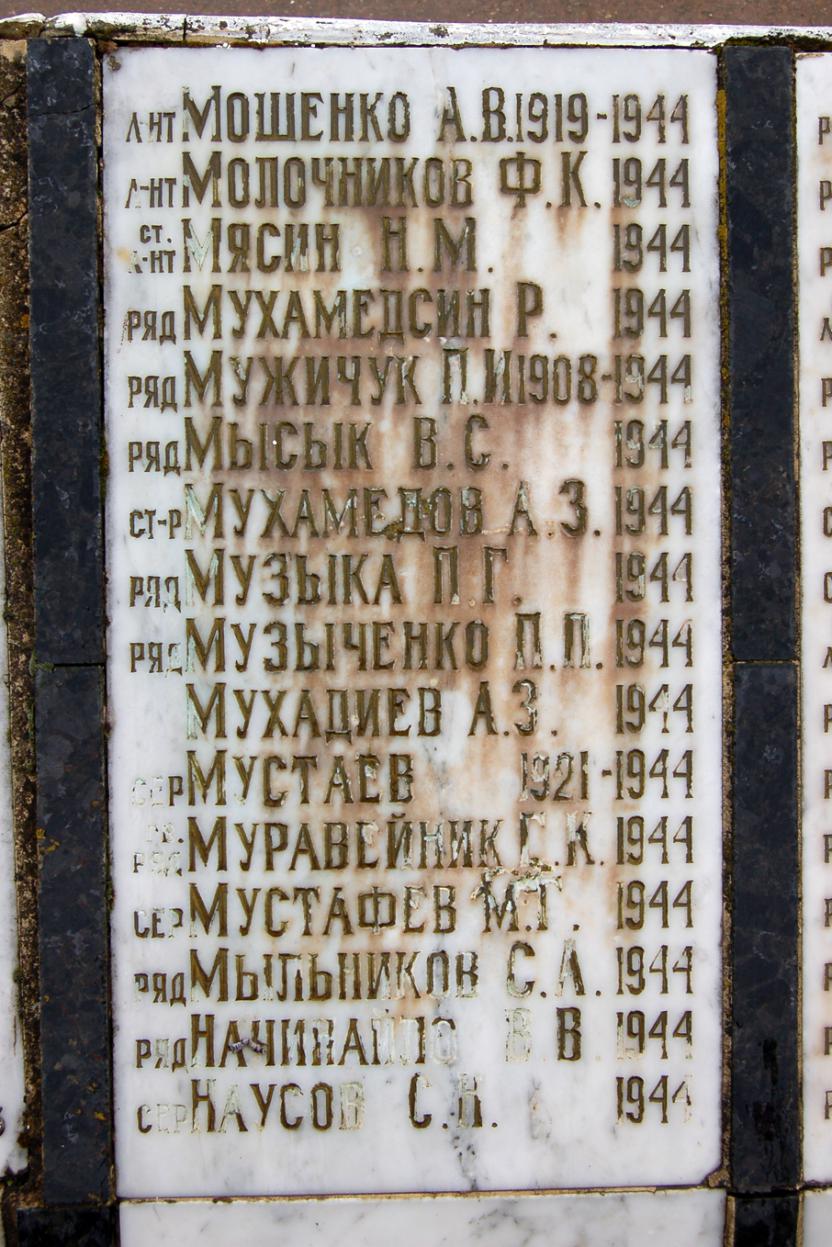 Л-НТ МОШЕНКО А.В.1919-1944
Л-НТ МОЛОЧНИКОВ Ф.К. 1944
СТ. Л-НТ МЯСИН Н.М. 1944
РЯД МУХАМЕДСИН Р. 1944
РЯД МУЖИЧУК П.И 1908-1944
РЯД МЫСЫК В.С. 1944
СТ-Р МУХАМЕДОВ А.З. 1944
РЯД МУЗЫКА П.Г. 1944
РЯД МУЗЫЧЕНКО П.П. 1944
МУХАДИЕВ А.З. 1944
СЕР МУСТАЕВ 1921-1944
РЯД МУРАВЕЙНИК К. 1944
СЕР МУСТАФЕВ М.Г. 1944
РЯД МЫЛЬНИКОВ С.А. 1944
РЯД В.В 1944
СЕР НАУСОВ С.Н. 1944